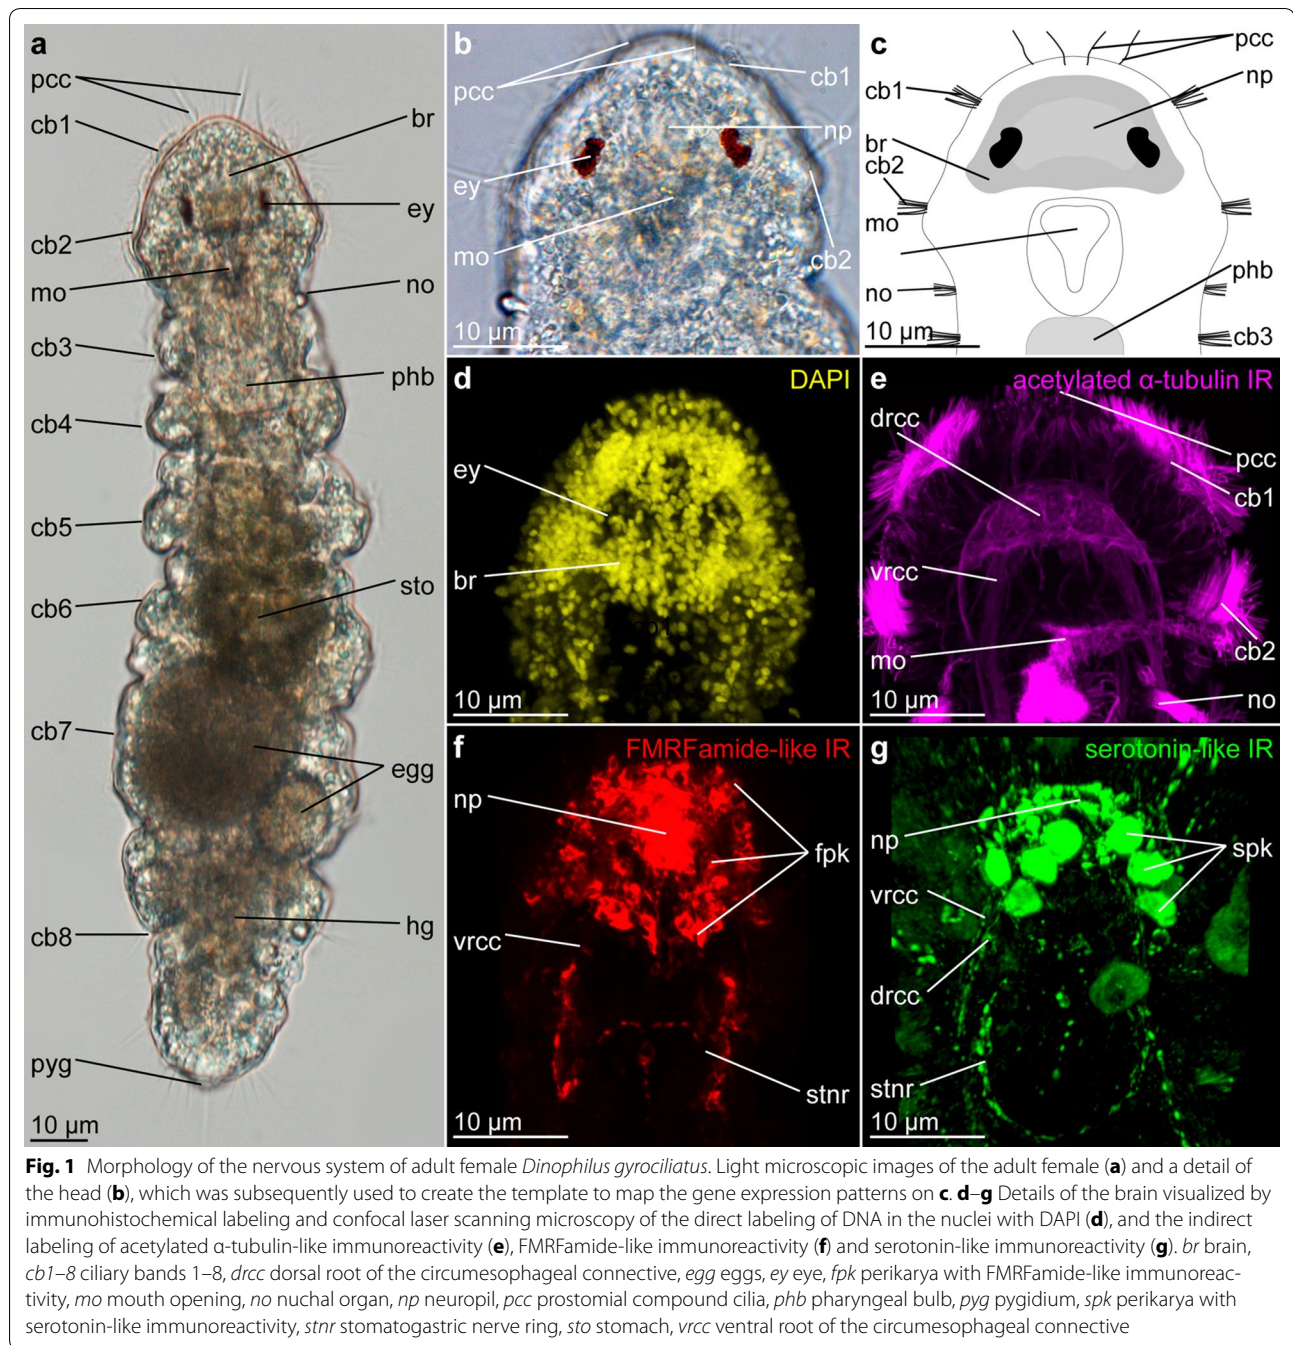 a
pcc
cb1
br
ey
cb2
mo
no
cb3
phb
cb4
cb5
sto
cb6
cb7
egg
hg
cb8
pyg
10 µm
b
pcc
cb1
np
ey
mo
cb2
10 µm
c
pcc
np
cb1
br
cb2
mo
phb
no
10 µm
cb3
d
DAPI
ey
br
10 µm
e
acetylated α-tubulin IR
drcc
pcc
cb1
vrcc
mo
cb2
no
10 µm
f
FMRFamide-like IR
np
fpk
vrcc
stnr
10 µm
g
serotonin-like IR
np
spk
vrcc
drcc
stnr
10 µm
Fig. 1 Morphology of the nervous system of adult female Dinophilus gyrociliatus. Light microscopic images of the adult female (a) and a detail of
the head (b), which was subsequently used to create the template to map the gene expression patterns on c. d–g Details of the brain visualized by
immunohistochemical labeling and confocal laser scanning microscopy of the direct labeling of DNA in the nuclei with DAPI (d), and the indirect
labeling of acetylated α-tubulin-like immunoreactivity (e), FMRFamide-like immunoreactivity (f) and serotonin-like immunoreactivity (g). br brain,
cb1–8 ciliary bands 1–8, drcc dorsal root of the circumesophageal connective, egg eggs, ey eye, fpk perikarya with FMRFamide-like immunoreac-
tivity, mo mouth opening, no nuchal organ, np neuropil, pcc prostomial compound cilia, phb pharyngeal bulb, pyg pygidium, spk perikarya with
serotonin-like immunoreactivity, stnr stomatogastric nerve ring, sto stomach, vrcc ventral root of the circumesophageal connective